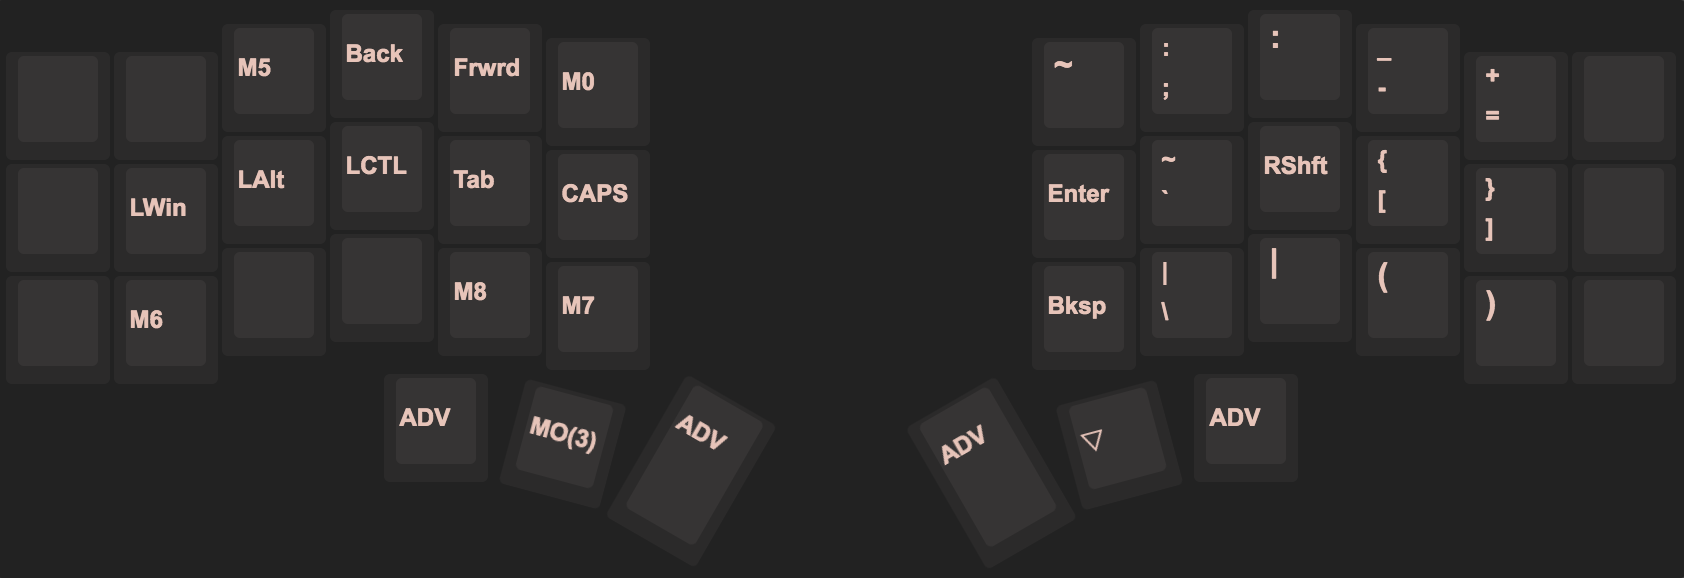 M5 Back Frwrd M0 ~ : : _ +
; - =
LWin LAlt LCTL Tab CAPS Enter ~ RShft { }
` [ ]
M6 M8 M7 Bksp | | ( )
\
ADV MO(3) ADV ADV ▽ ADV